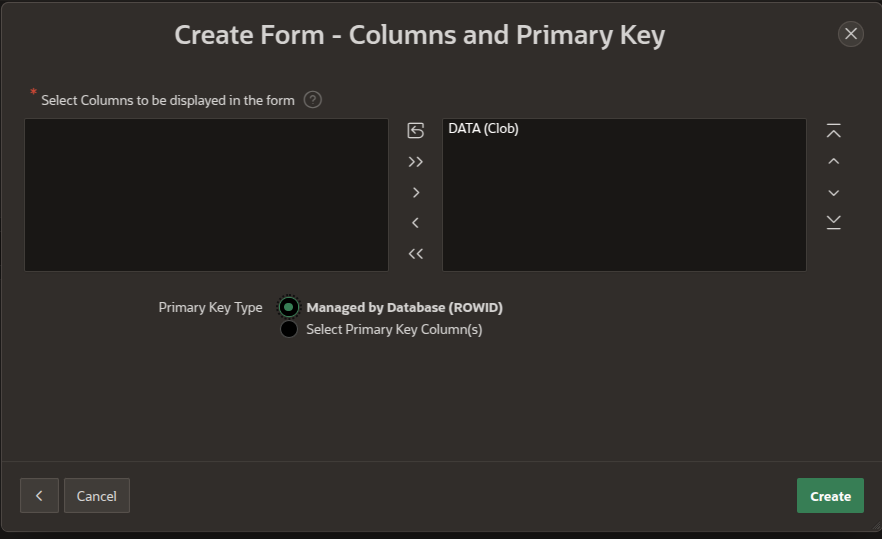 Create Form - Columns and Primary Key
* Select Columns to be displayed in the form ?
DATA (Clob)
Primary Key Type
Managed by Database (ROWID)
Select Primary Key Column(s)
Cancel
Create